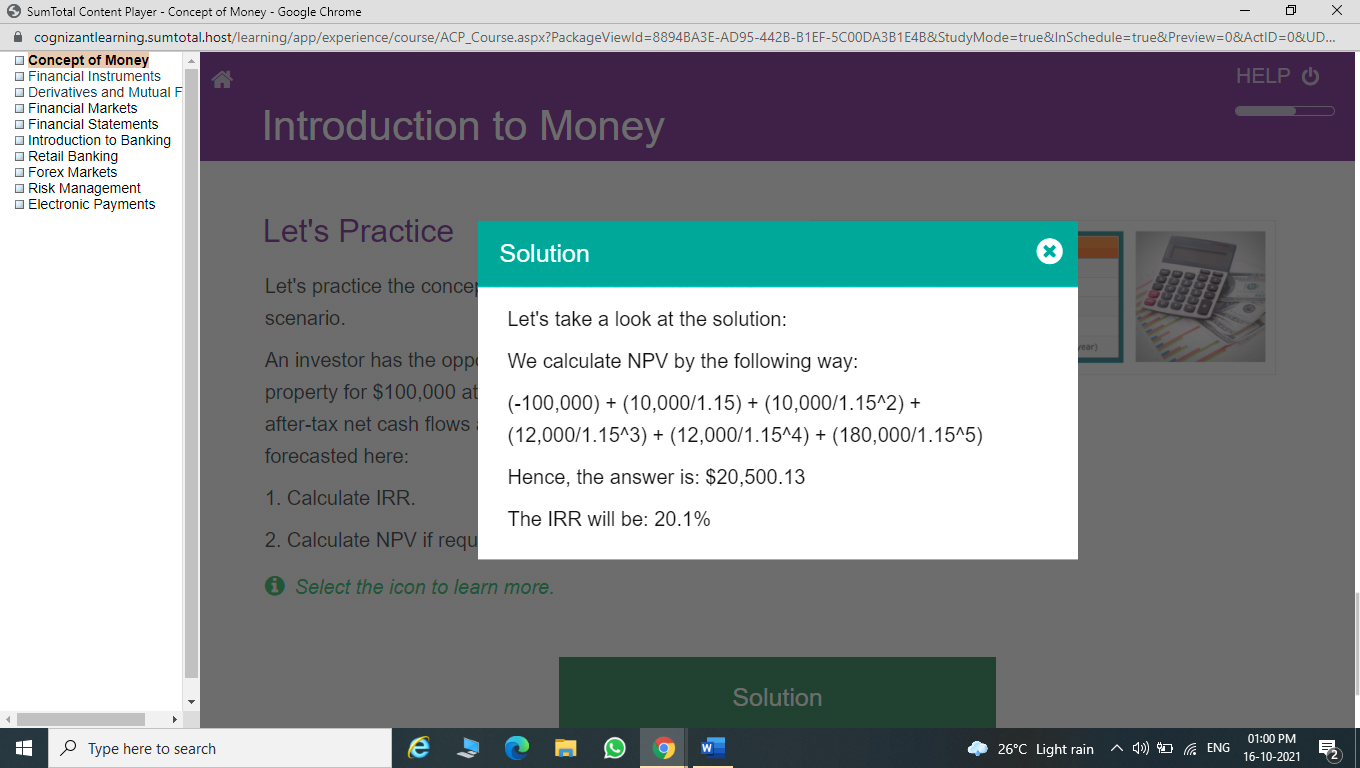 SumTotal Content Player - Concept of Money - Google Chrome
cognizantlearning.sumtotal.host/learning/app/experience/course/ACP_Course.aspx?PackageViewId=8894BA3E-AD95-442B-B1EF-5C00DA3B1E4B&StudyMode=true&InSchedule=true&Preview=0&ActID=0&UD...
Concept of Money
Financial Instruments
Derivatives and Mutual F
Financial Markets
Financial Statements
Introduction to Banking
Retail Banking
Forex Markets
Risk Management
Electronic Payments
HELP
Introduction to Money
Let's Practice
Let's practice the concep
scenario.
An investor has the oppo
property for $100,000 at
after-tax net cash flows
forecasted here:
1. Calculate IRR.
2. Calculate NPV if requ
year)
Select the icon to learn more.
Solution
Let's take a look at the solution:
We calculate NPV by the following way:
(-100,000) + (10,000/1.15) + (10,000/1.15^2) +
(12,000/1.15^3) + (12,000/1.15^4) + (180,000/1.15^5)
Hence, the answer is: $20,500.13
The IRR will be: 20.1%
Solution
Type here to search
26°C Light rain
ENG
01:00 PM
16-10-2021
2